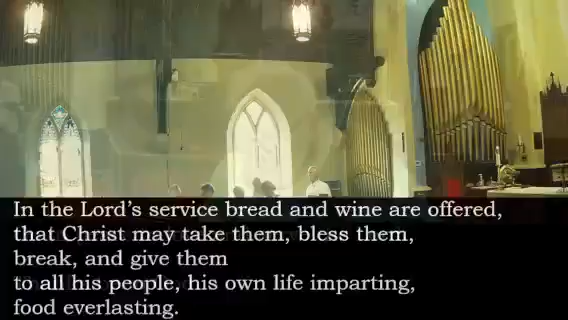 In the Lord's service bread and wine are offered,
that Christ may take them, bless them,
break, and give them
to all his people, his own life imparting,
food everlasting.